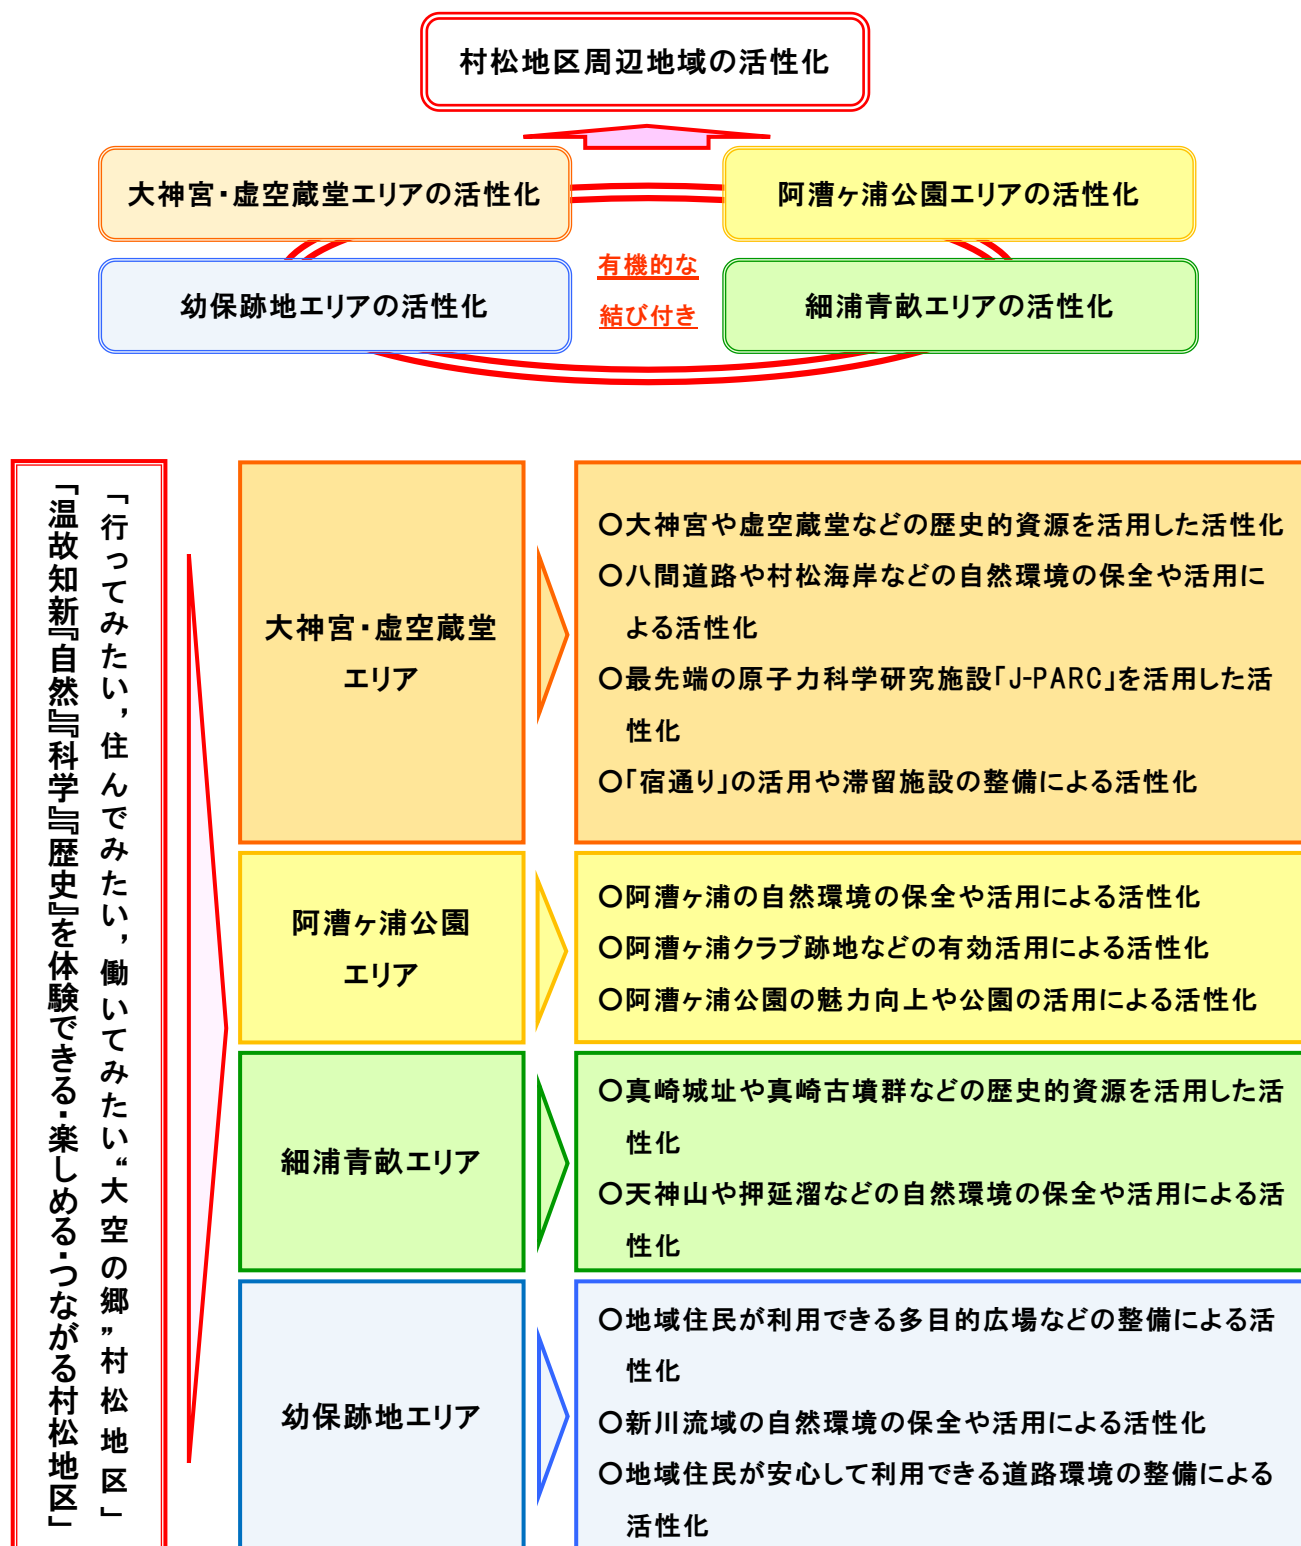 村松地区周辺地域の活性化
大神宮・虚空蔵堂エリアの活性化
阿漕ヶ浦公園エリアの活性化
幼保跡地エリアの活性化
有機的な
結び付き
細浦青畝エリアの活性化
「行ってみたい，住んでみたい，働いてみたい“大空の郷”村松地区」
「温故知新『自然』『科学』『歴史』を体験できる・楽しめる・つながる村松地区」
大神宮・虚空蔵堂
エリア
○大神宮や虚空蔵堂などの歴史的資源を活用した活性化
○八間道路や村松海岸などの自然環境の保全や活用に
よる活性化
○最先端の原子力科学研究施設「J-PARC」を活用した活
性化
○「宿通り」の活用や滞留施設の整備による活性化
阿漕ヶ浦公園
エリア
○阿漕ヶ浦の自然環境の保全や活用による活性化
○阿漕ヶ浦クラブ跡地などの有効活用による活性化
○阿漕ヶ浦公園の魅力向上や公園の活用による活性化
細浦青畝エリア
○真崎城址や真崎古墳群などの歴史的資源を活用した活
性化
○天神山や押延溜などの自然環境の保全や活用による活
性化
幼保跡地エリア
○地域住民が利用できる多目的広場などの整備による活
性化
○新川流域の自然環境の保全や活用による活性化
○地域住民が安心して利用できる道路環境の整備による
活性化